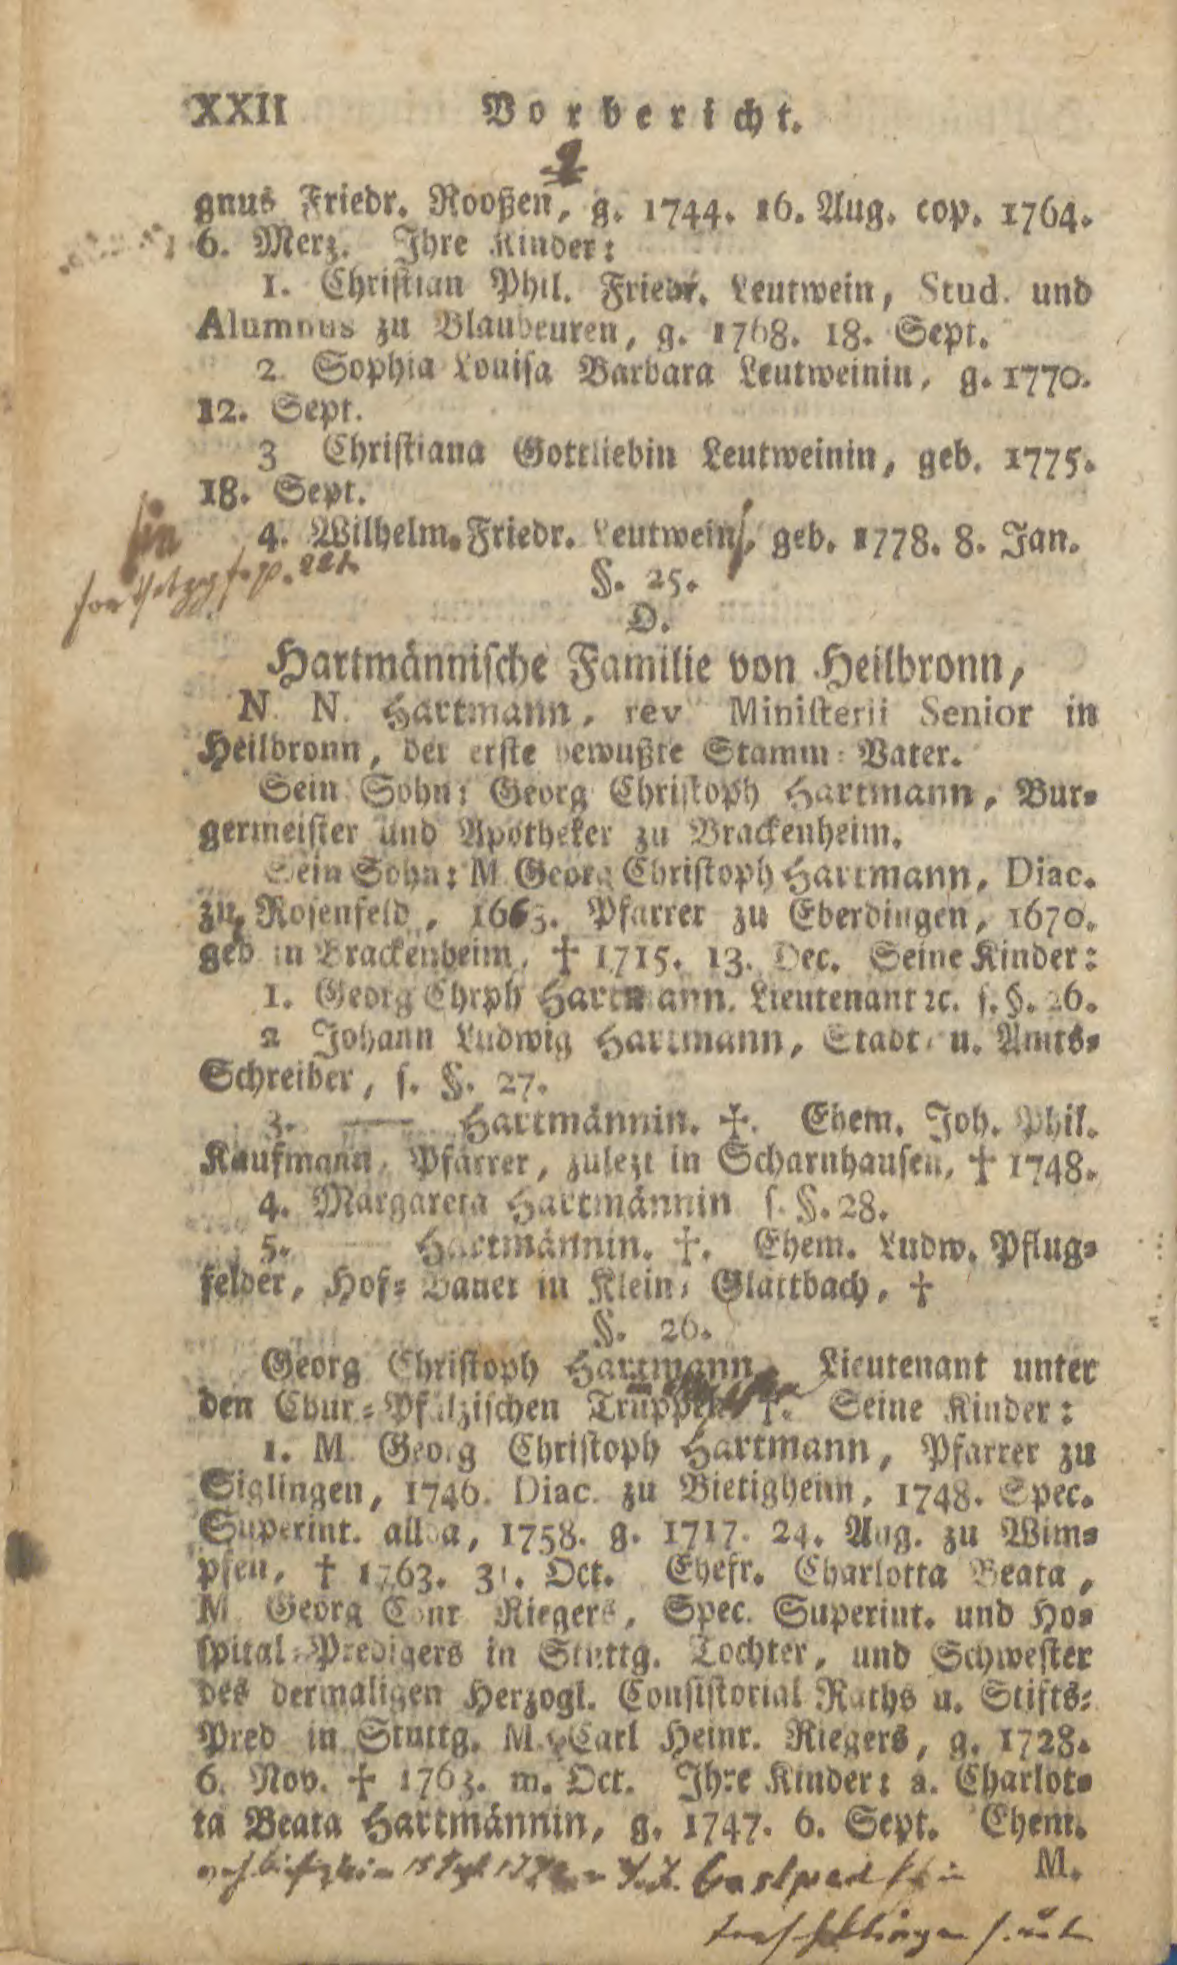 XXII Vorbericht.
gnus Friedr. Rooßen, g. 1744. 16. Aug. cop. 1764.
6. Merz. Ihre Kinder:
1. Christian Phil. Friedr. Leutwein, Stud. und
Alumnus zu Blaubeuren, g. 1768. 18. Sept.
2. Sophia Louisa Barbara Leutweinin, g. 1770.
12. Sept.
3 Christiana Gottliebin Leutweinin, geb. 1775.
18. Sept.
4. Wilhelm. Friedr. Leutwein, geb. 1778. 8. Jan.
§. 25.
D.
Hartmännische Familie von Heilbronn,
N. N. Hartmann, rev Ministerii Senior in
Heilbronn, der erste bewußte Stamm-Vater.
Sein Sohn: Georg Christoph Hartmann, Bur-
germeister und Apotheker zu Brackenheim.
Sein Sohn: M. Georg Christoph Hartmann, Diac.
zu Rosenfeld, 1663. Pfarrer zu Eberdingen, 1670.
geb in Brackenheim, † 1715. 13. Dec. Seine Kinder:
1. Georg Chrph Hartmann, Lieutenant ꝛc. s. §. 26.
2 Johann Ludwig Hartmann, Stadt- u. Amts-
Schreiber, s. §. 27.
3. — Hartmännin. †. Ehem. Joh. Phil.
Kaufmann, Pfarrer, zulezt in Scharnhausen, † 1748.
4. Margareta Hartmännin s. §. 28.
5. — Hartmännin. †. Ehem. Ludw. Pflug-
felder, Hof-Bauer in Klein-Glattbach, †
§. 26.
Georg Christoph Hartmann, Lieutenant unter
den Chur-Pfälzischen Truppen †. Seine Kinder:
1. M. Georg Christoph Hartmann, Pfarrer zu
Siglingen, 1746. Diac. zu Bietigheim, 1748. Spec.
Superint. allda, 1758. g. 1717. 24. Aug. zu Wim-
pfen, † 1763. 31. Oct. Ehefr. Charlotta Beata,
M. Georg Conr. Riegers, Spec. Superint. und Ho-
spital-Predigers in Stuttg. Tochter, und Schwester
des dermaligen Herzogl. Consistorial Raths u. Stifts-
Pred in Stuttg. M. Carl Heinr. Riegers, g. 1728.
6. Nov. † 1763. m. Oct. Ihre Kinder: a. Charlot-
ta Beata Hartmännin, g. 1747. 6. Sept. Ehem.
M.